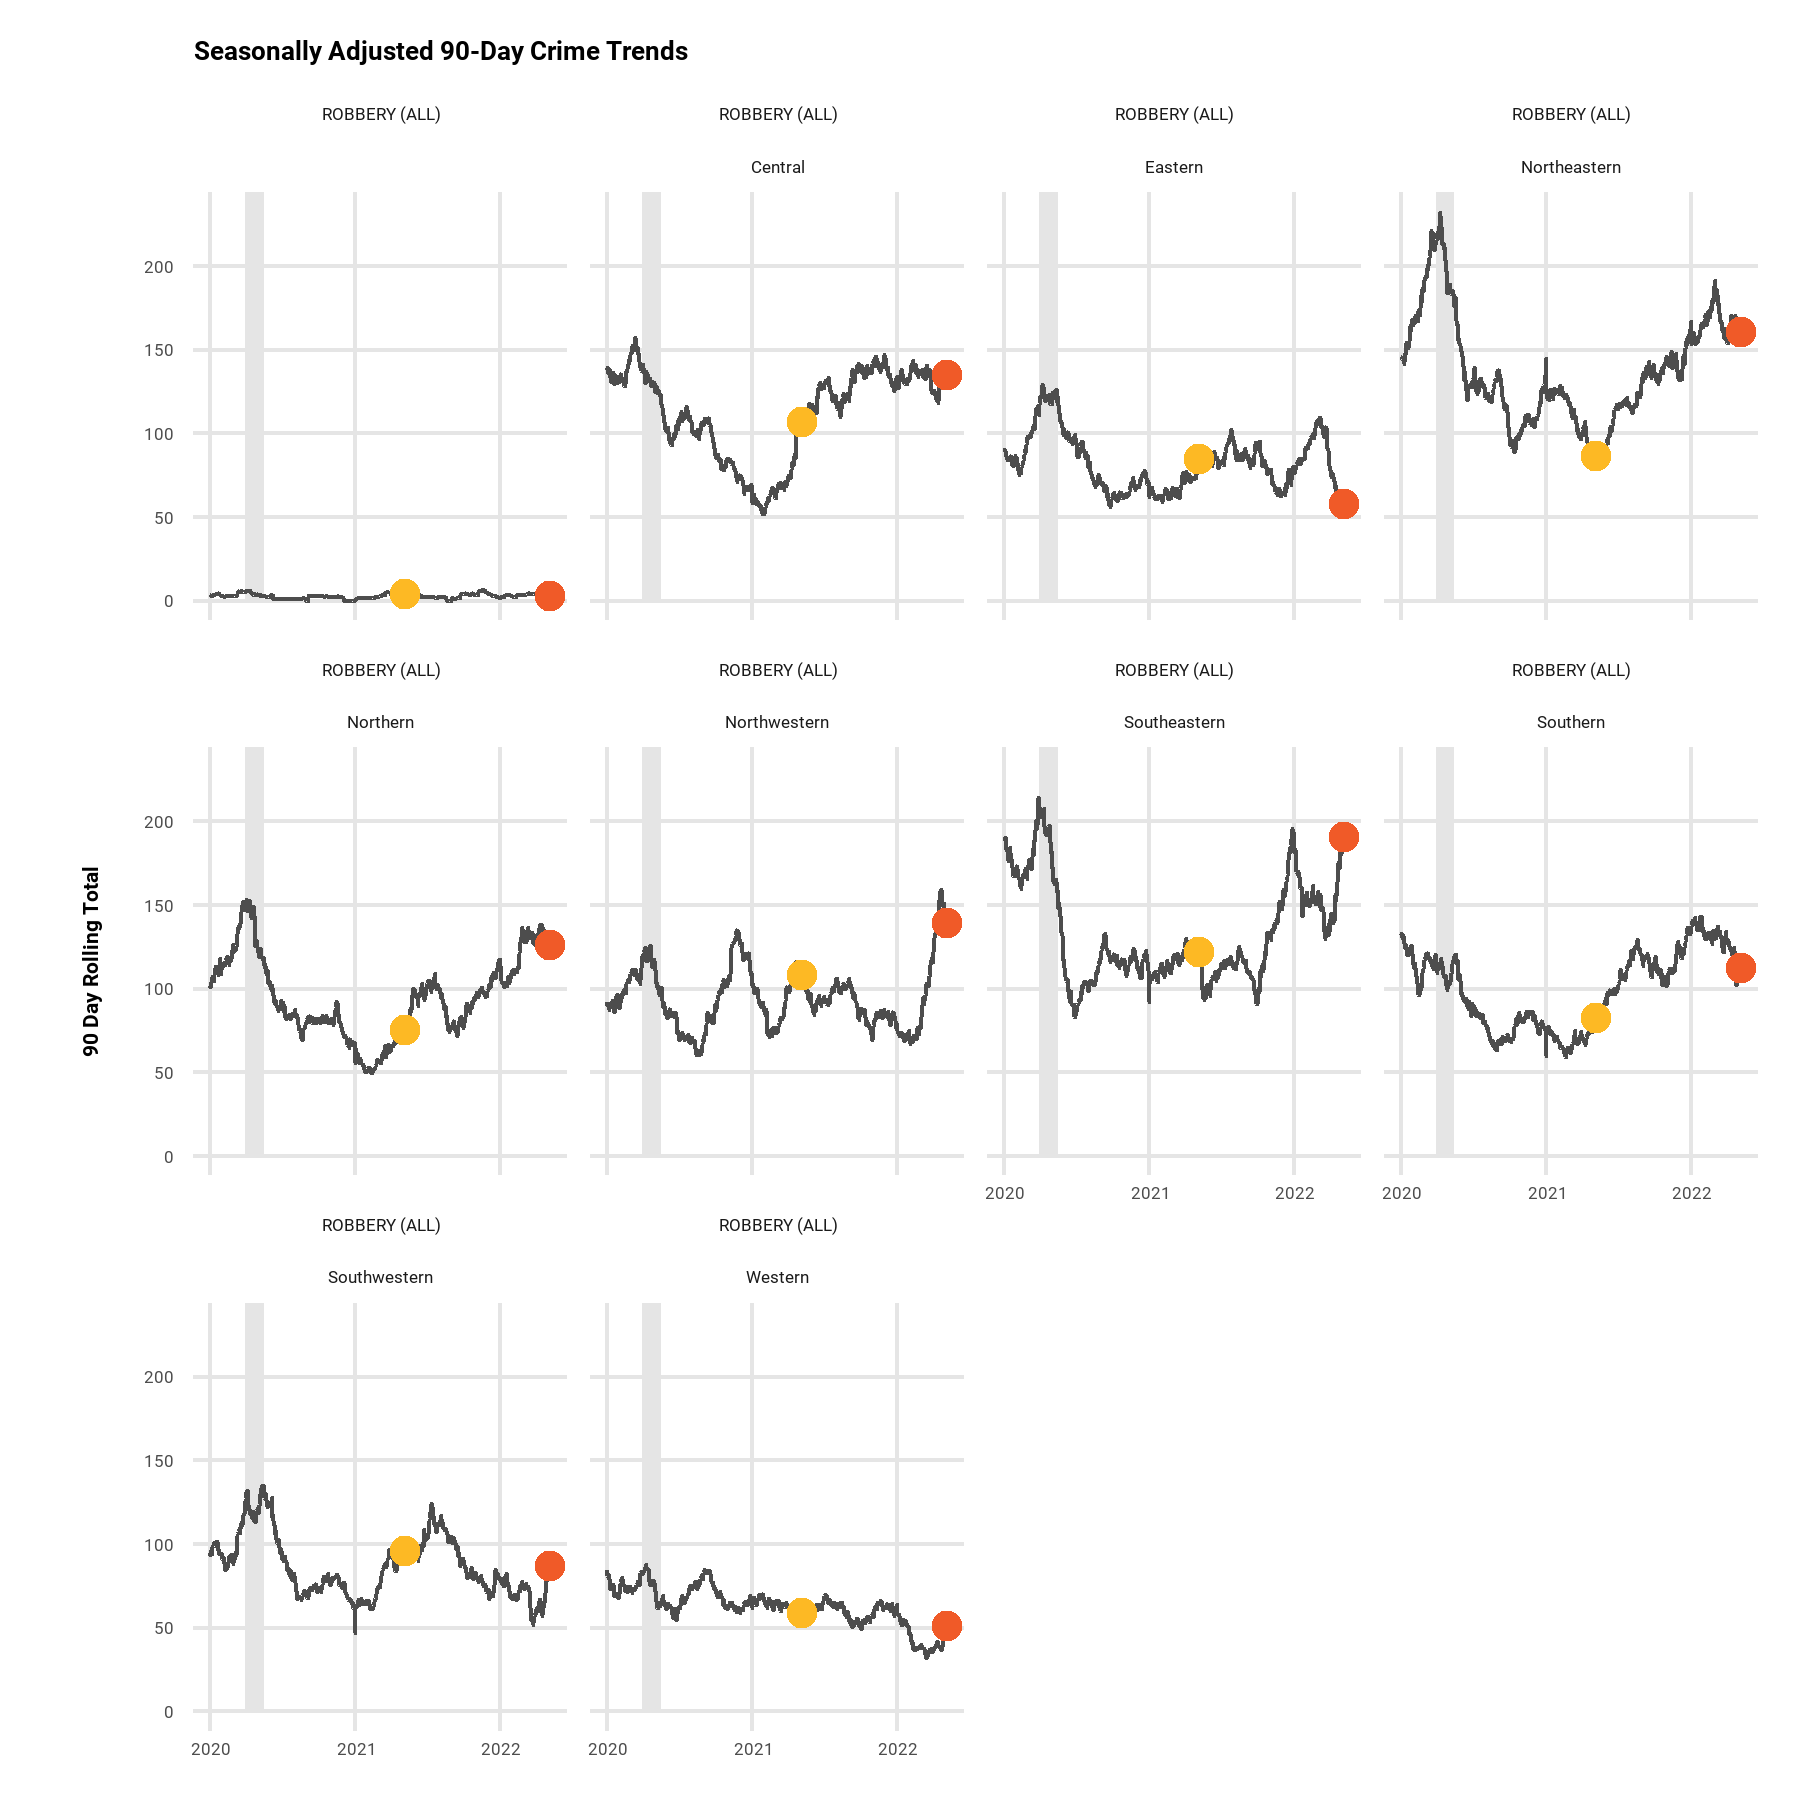 Seasonally Adjusted 90-Day Crime Trends
ROBBERY (ALL) ROBBERY (ALL) ROBBERY (ALL) ROBBERY (ALL)
Central Eastern Northeastern
200
150
100
50
0
ROBBERY (ALL) ROBBERY (ALL) ROBBERY (ALL) ROBBERY (ALL)
Northern Northwestern Southeastern Southern
90 Day Rolling Total
200
150
100
50
0
2020 2021 2022 2020 2021 2022
ROBBERY (ALL) ROBBERY (ALL)
Southwestern Western
200
150
100
50
0
2020 2021 2022 2020 2021 2022